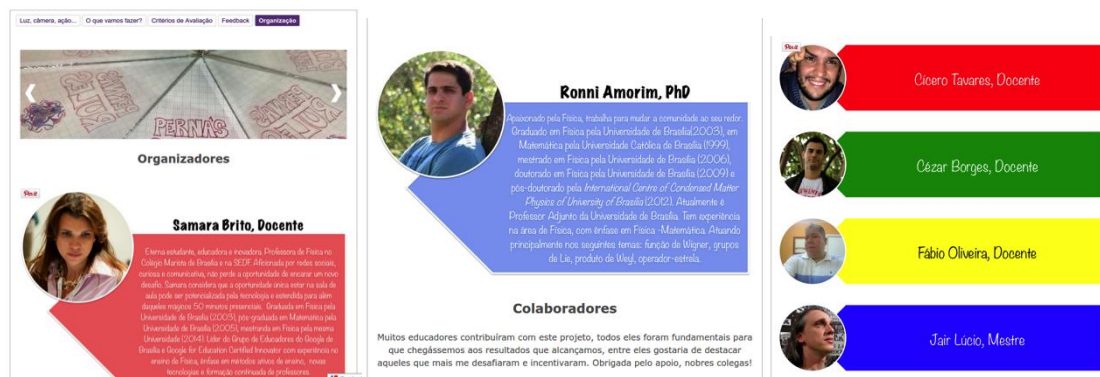 Luz, câmera, ação...
O que vamos fazer?
Critérios de Avaliação
Feedback
Organização
PERNAS
Organizadores
Pin it
Samara Brito, Docente
Eterna estudante, educadora e inovadora. Professora de Física no
Colégio Marista de Brasília e na SEDF. Aficionada por redes sociais,
curiosa e comunicativa, não perde a oportunidade de encarar um novo
desafio. Samara considera que a oportunidade única estar na sala de
aula pode ser potencializada pela tecnologia e estendida para além
daqueles mágicos 50 minutos presenciais. Graduada em Física pela
Universidade de Brasília (2003), pós-graduada em Matemática pela
Universidade de Brasília (2005), mestranda em Física pela mesma
Universidade (2014). Líder do Grupo de Educadores do Google de
Brasília e Google for Education Certified Innovator com experiência no
ensino de Física, ênfase em métodos ativos de ensino, novas
tecnologias e formação continuada de professores.
Ronni Amorim, PhD
Apaixonado pela Física, trabalha para mudar a comunidade ao seu redor.
Graduado em Física pela Universidade de Brasília(2003), em
Matemática pela Universidade Católica de Brasília (1999),
mestrado em Física pela Universidade de Brasília (2006),
doutorado em Física pela Universidade de Brasília (2009) e
pós-doutorado pela International Centre of Condensed Matter
Physics of University of Brasília (2012). Atualmente é
Professor Adjunto da Universidade de Brasília. Tem experiência
na área de Física, com ênfase em Física -Matemática. Atuando
principalmente nos seguintes temas: função de Wigner, grupos
de Lie, produto de Weyl, operador-estrela.
Colaboradores
Muitos educadores contribuíram com este projeto, todos eles foram fundamentais para
que chegássemos aos resultados que alcançamos, entre eles gostaria de destacar
aqueles que mais me desafiaram e incentivaram. Obrigada pelo apoio, nobres colegas!
Pin it
Cícero Tavares, Docente
Cézar Borges, Docente
Fábio Oliveira, Docente
Jair Lúcio, Mestre